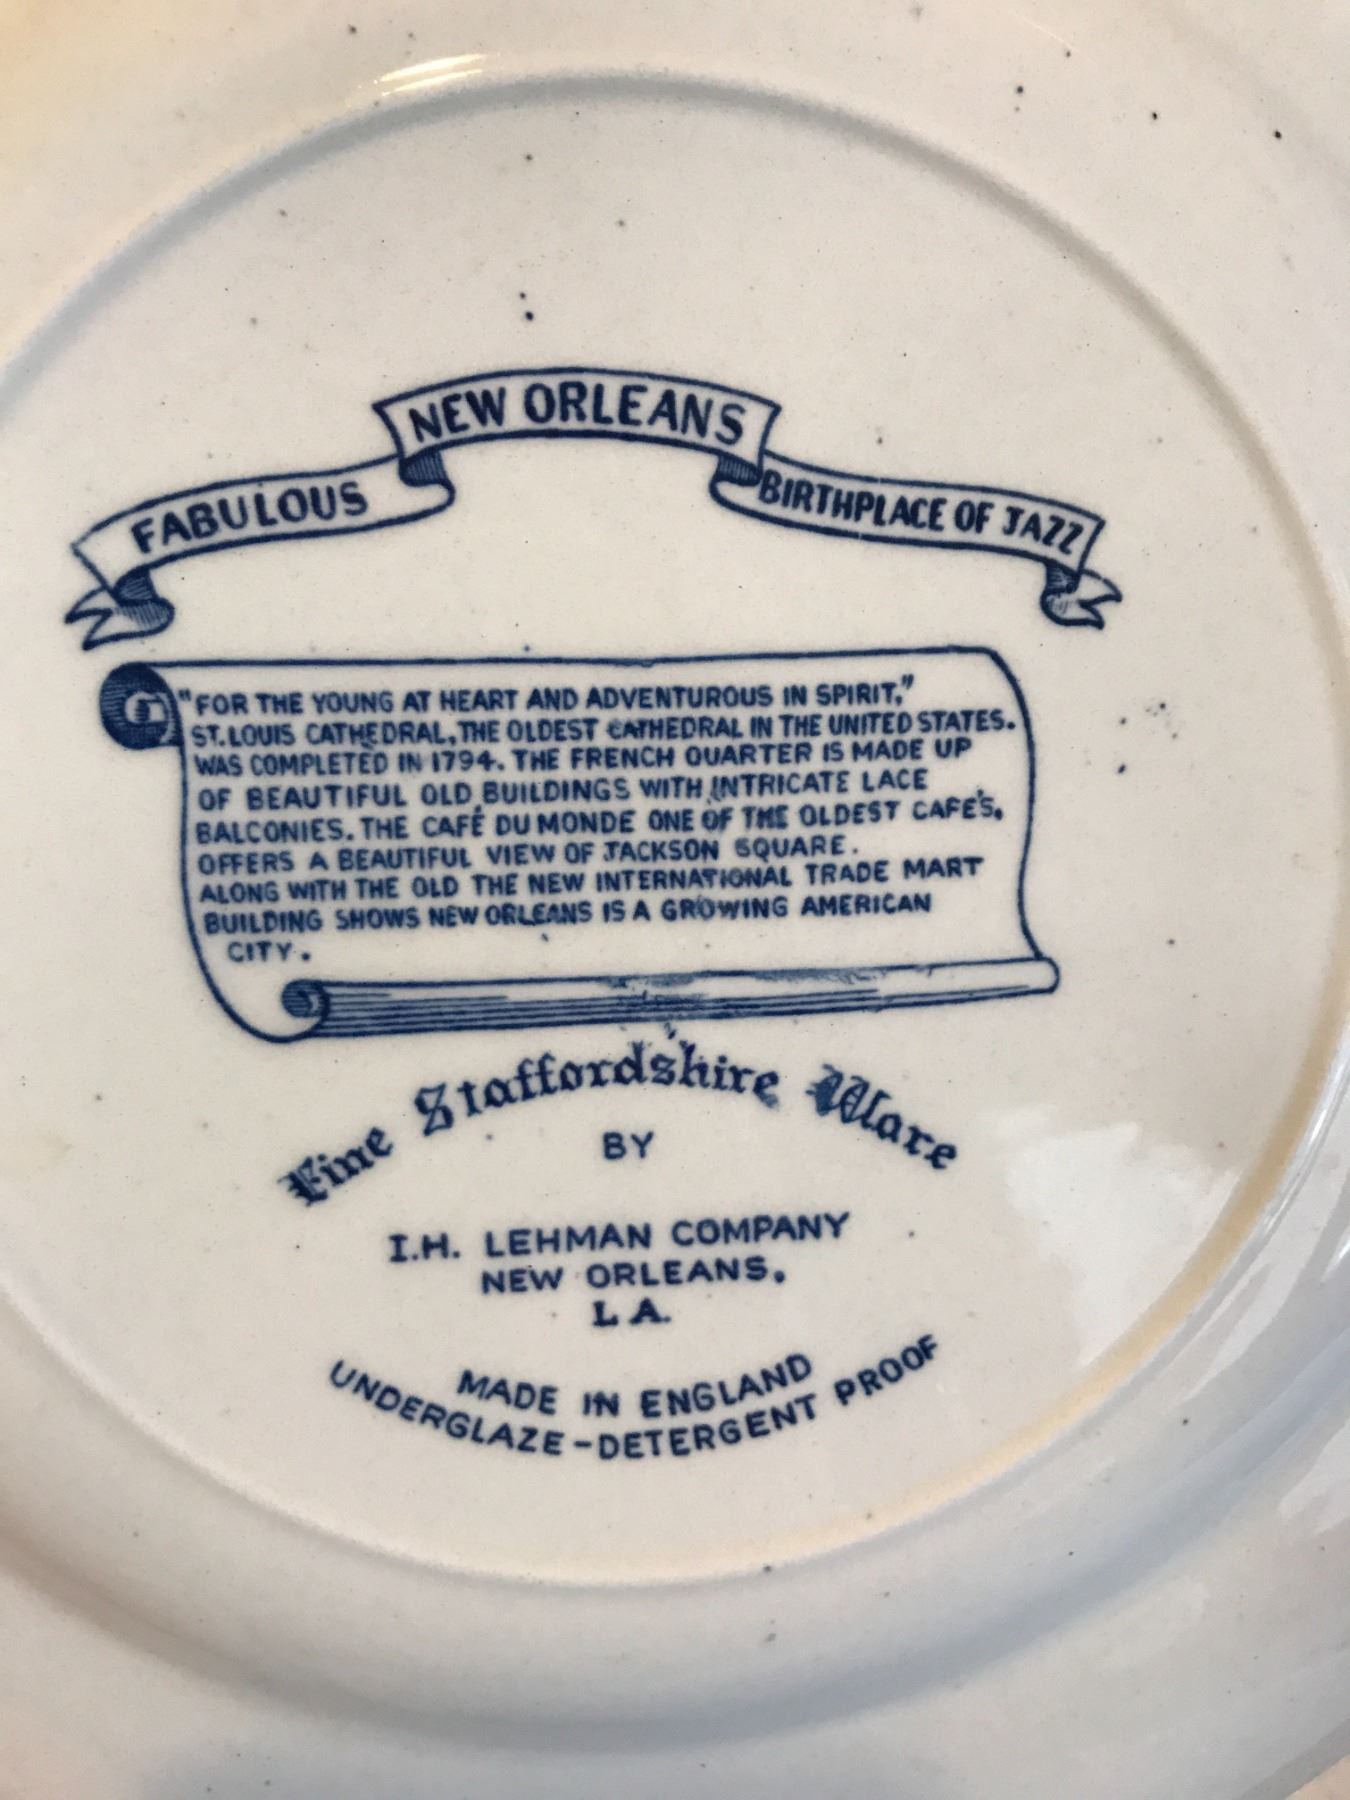 FABULOUS NEW ORLEANS BIRTHPLACE OF JAZZ
"FOR THE YOUNG AT HEART AND ADVENTUROUS IN SPIRIT,"
ST. LOUIS CATHEDRAL, THE OLDEST CATHEDRAL IN THE UNITED STATES.
WAS COMPLETED IN 1794. THE FRENCH QUARTER IS MADE UP
OF BEAUTIFUL OLD BUILDINGS WITH INTRICATE LACE
BALCONIES. THE CAFÉ DU MONDE ONE OF THE OLDEST CAFE'S,
OFFERS A BEAUTIFUL VIEW OF JACKSON SQUARE.
ALONG WITH THE OLD THE NEW INTERNATIONAL TRADE MART
BUILDING SHOWS NEW ORLEANS IS A GROWING AMERICAN
CITY.
Fine Staffordshire Ware
BY
I.H. LEHMAN COMPANY
NEW ORLEANS.
L A.
MADE IN ENGLAND
UNDERGLAZE-DETERGENT PROOF